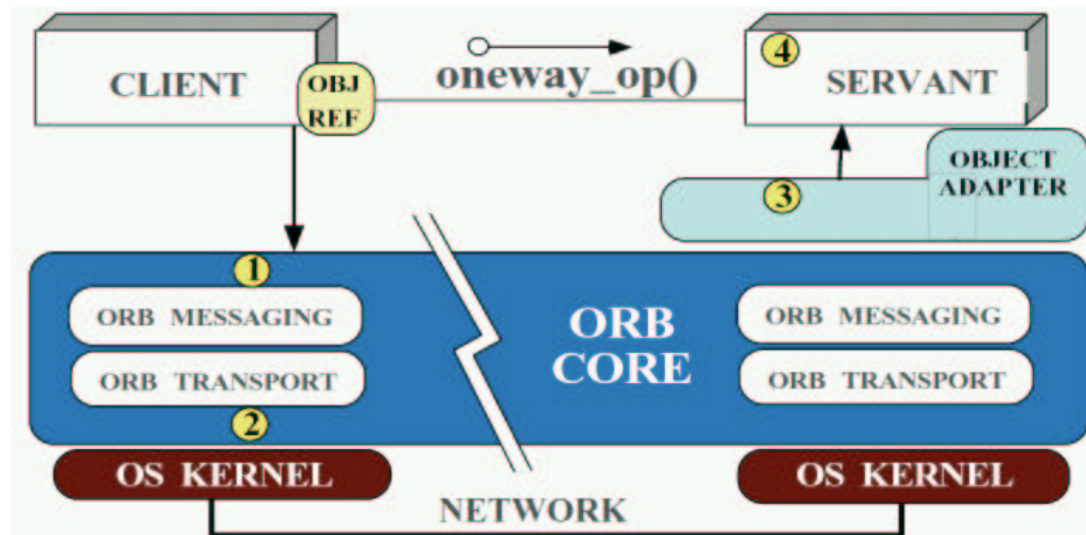 CLIENT
OBJ
REF
oneway_op()
4
SERVANT
OBJECT
ADAPTER
3
1
ORB MESSAGING
ORB TRANSPORT
2
ORB
CORE
ORB MESSAGING
ORB TRANSPORT
OS KERNEL
OS KERNEL
NETWORK